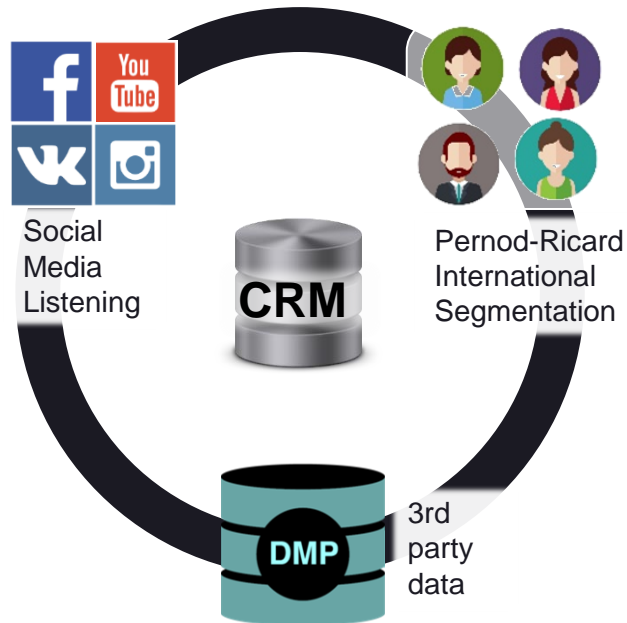 You
Tube
Social
Media
Listening
Pernod-Ricard
International
Segmentation
CRM
DMP
3rd
party
data